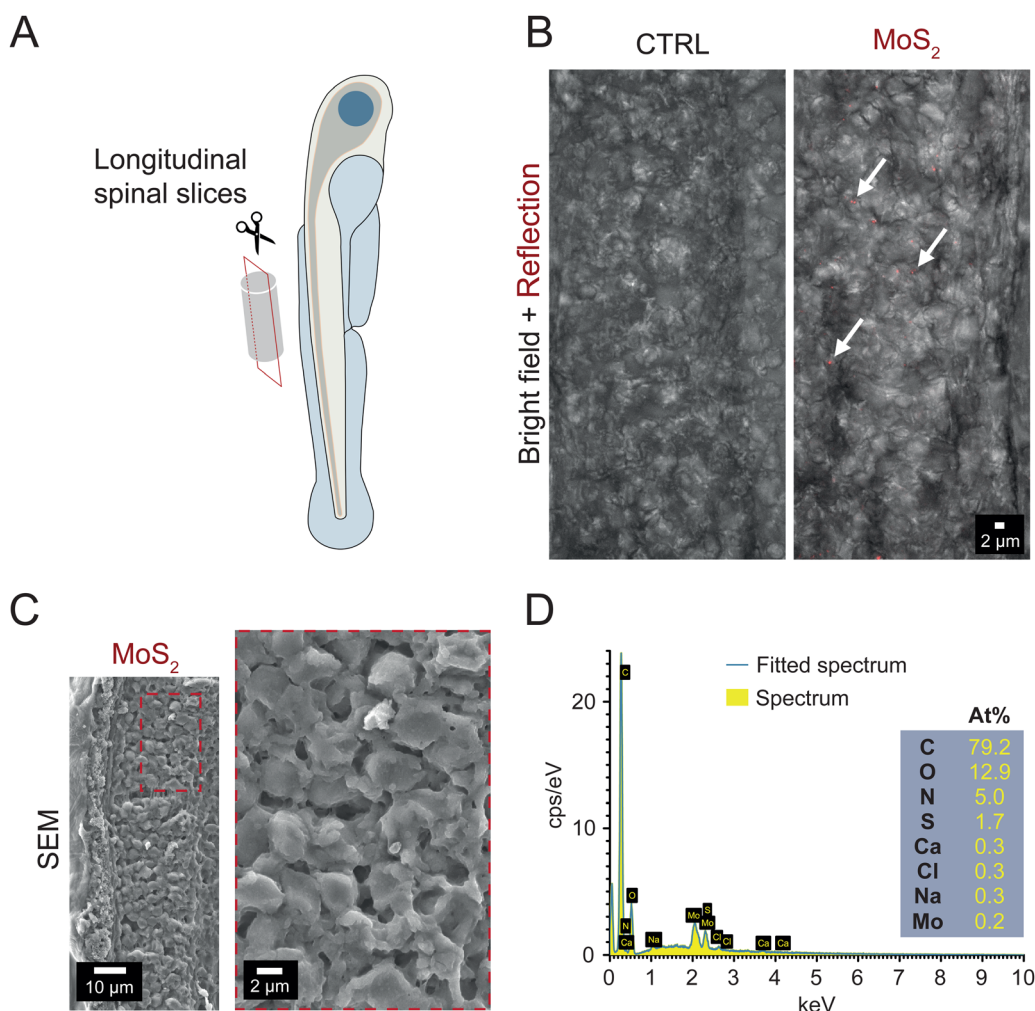 A
Longitudinal
spinal slices
B
CTRL
MoS₂
Bright field + Reflection
2 µm
C
MoS₂
SEM
10 µm
2 µm
D
Fitted spectrum
Spectrum
At%
C 79.2
O 12.9
N 5.0
S 1.7
Ca 0.3
Cl 0.3
Na 0.3
Mo 0.2
cps/eV
20
10
0
C
O
N
Ca
Na
Mo
S
Mo
Cl
Cl
Ca
Ca
0 1 2 3 4 5 6 7 8 9 10
keV